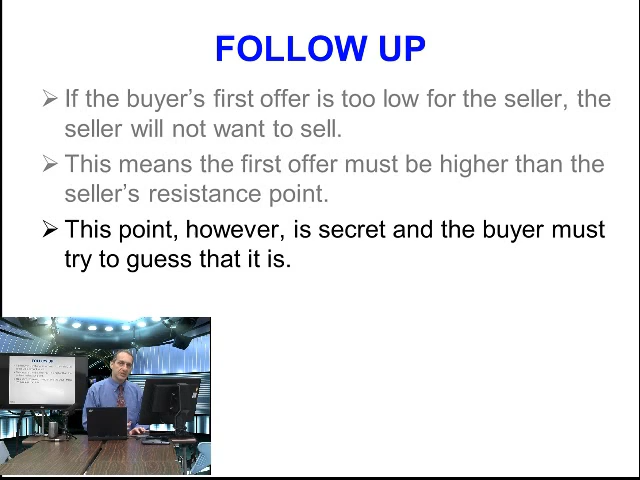 FOLLOW UP
➢ If the buyer's first offer is too low for the seller, the
seller will not want to sell.
➢ This means the first offer must be higher than the
seller's resistance point.
➢ This point, however, is secret and the buyer must
try to guess that it is.
FOLLOW UP